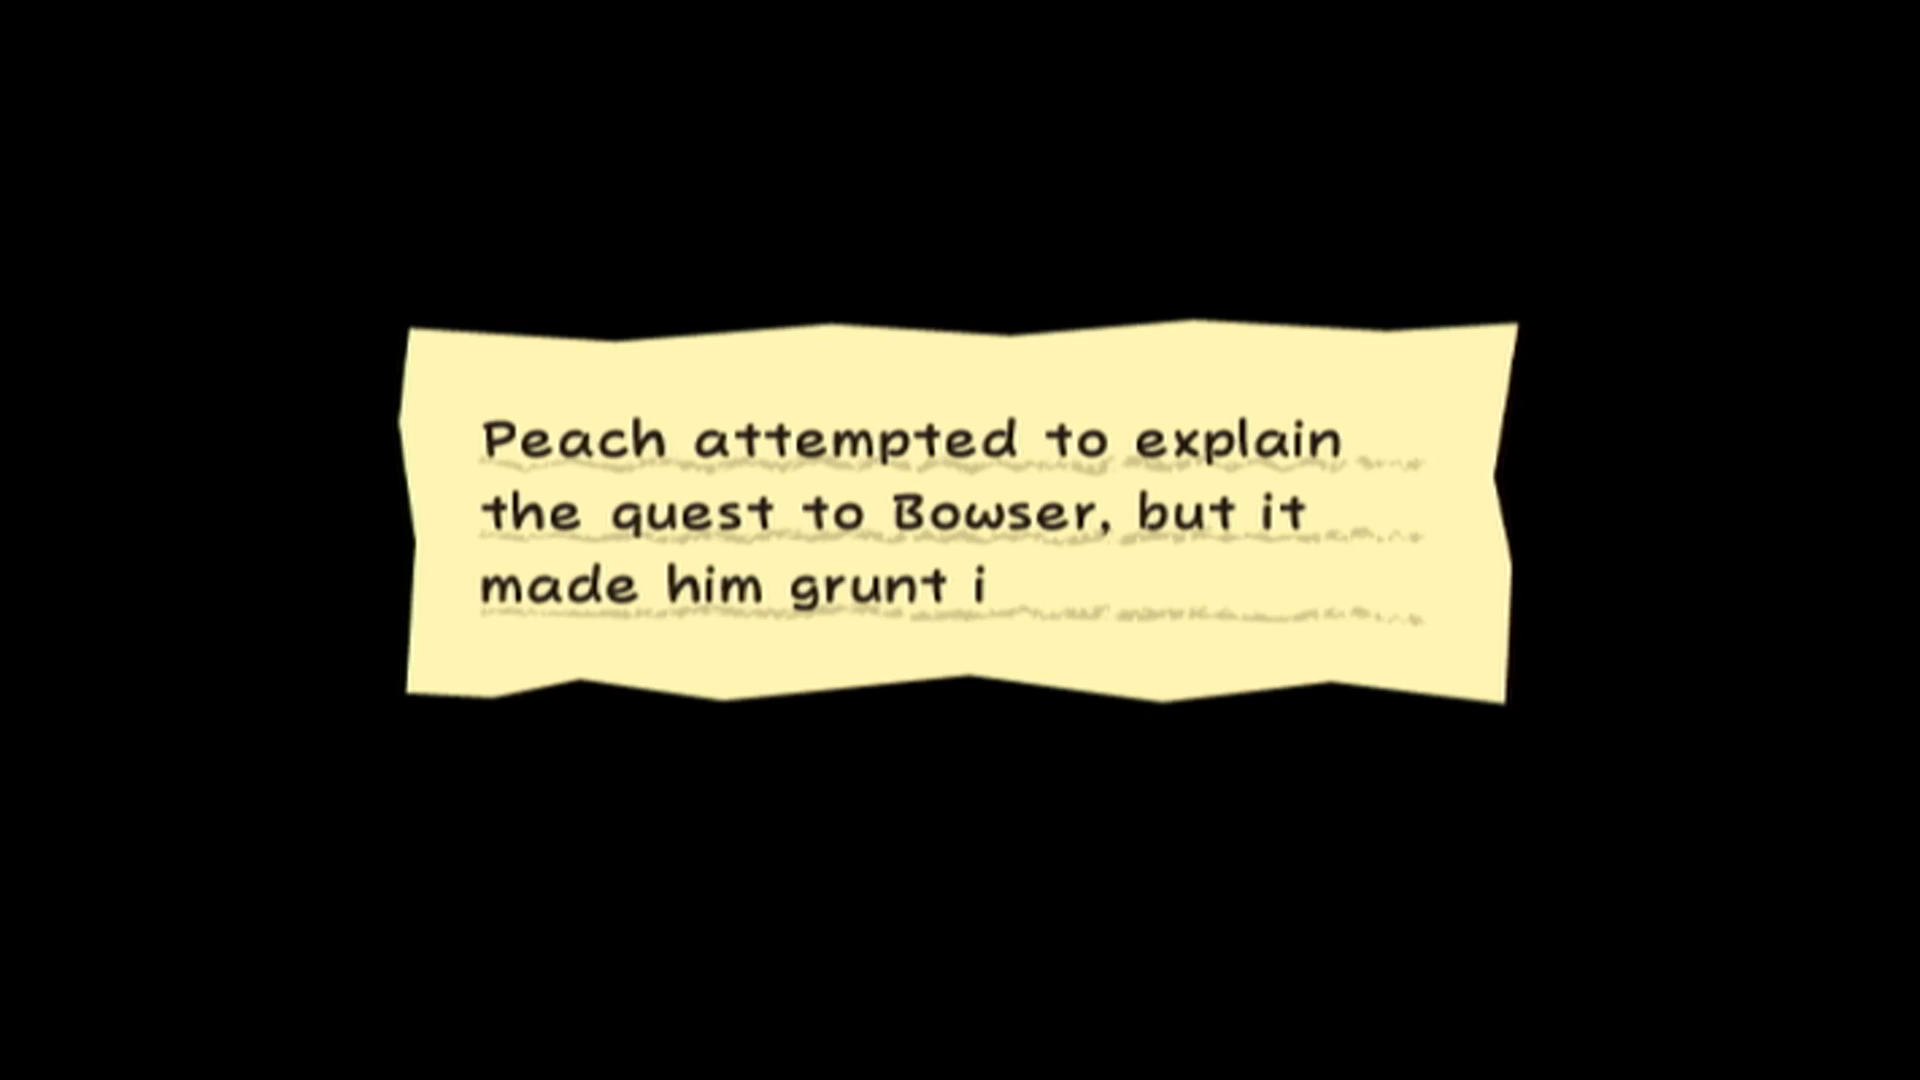 Peach attempted to explain
the quest to Bowser, but it
made him grunt i